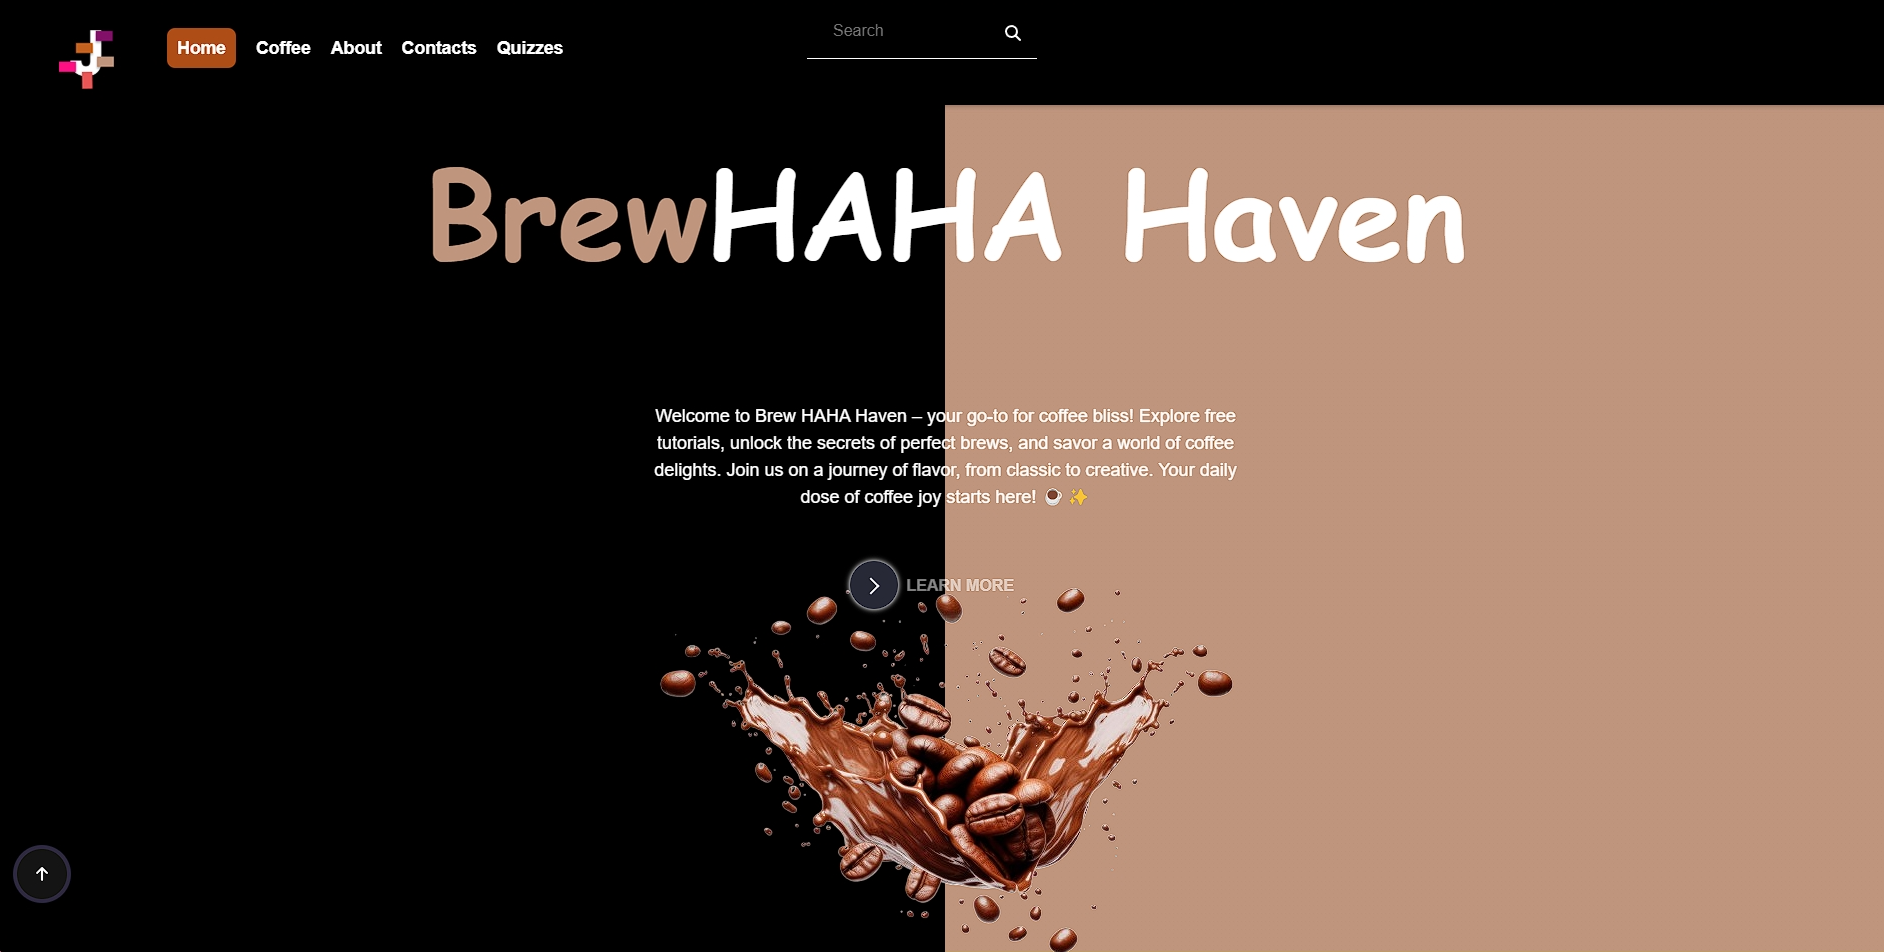 Home Coffee About Contacts Quizzes Search
BrewHAHA Haven
Welcome to Brew HAHA Haven – your go-to for coffee bliss! Explore free
tutorials, unlock the secrets of perfect brews, and savor a world of coffee
delights. Join us on a journey of flavor, from classic to creative. Your daily
dose of coffee joy starts here! ☕ ✨
LEARN MORE